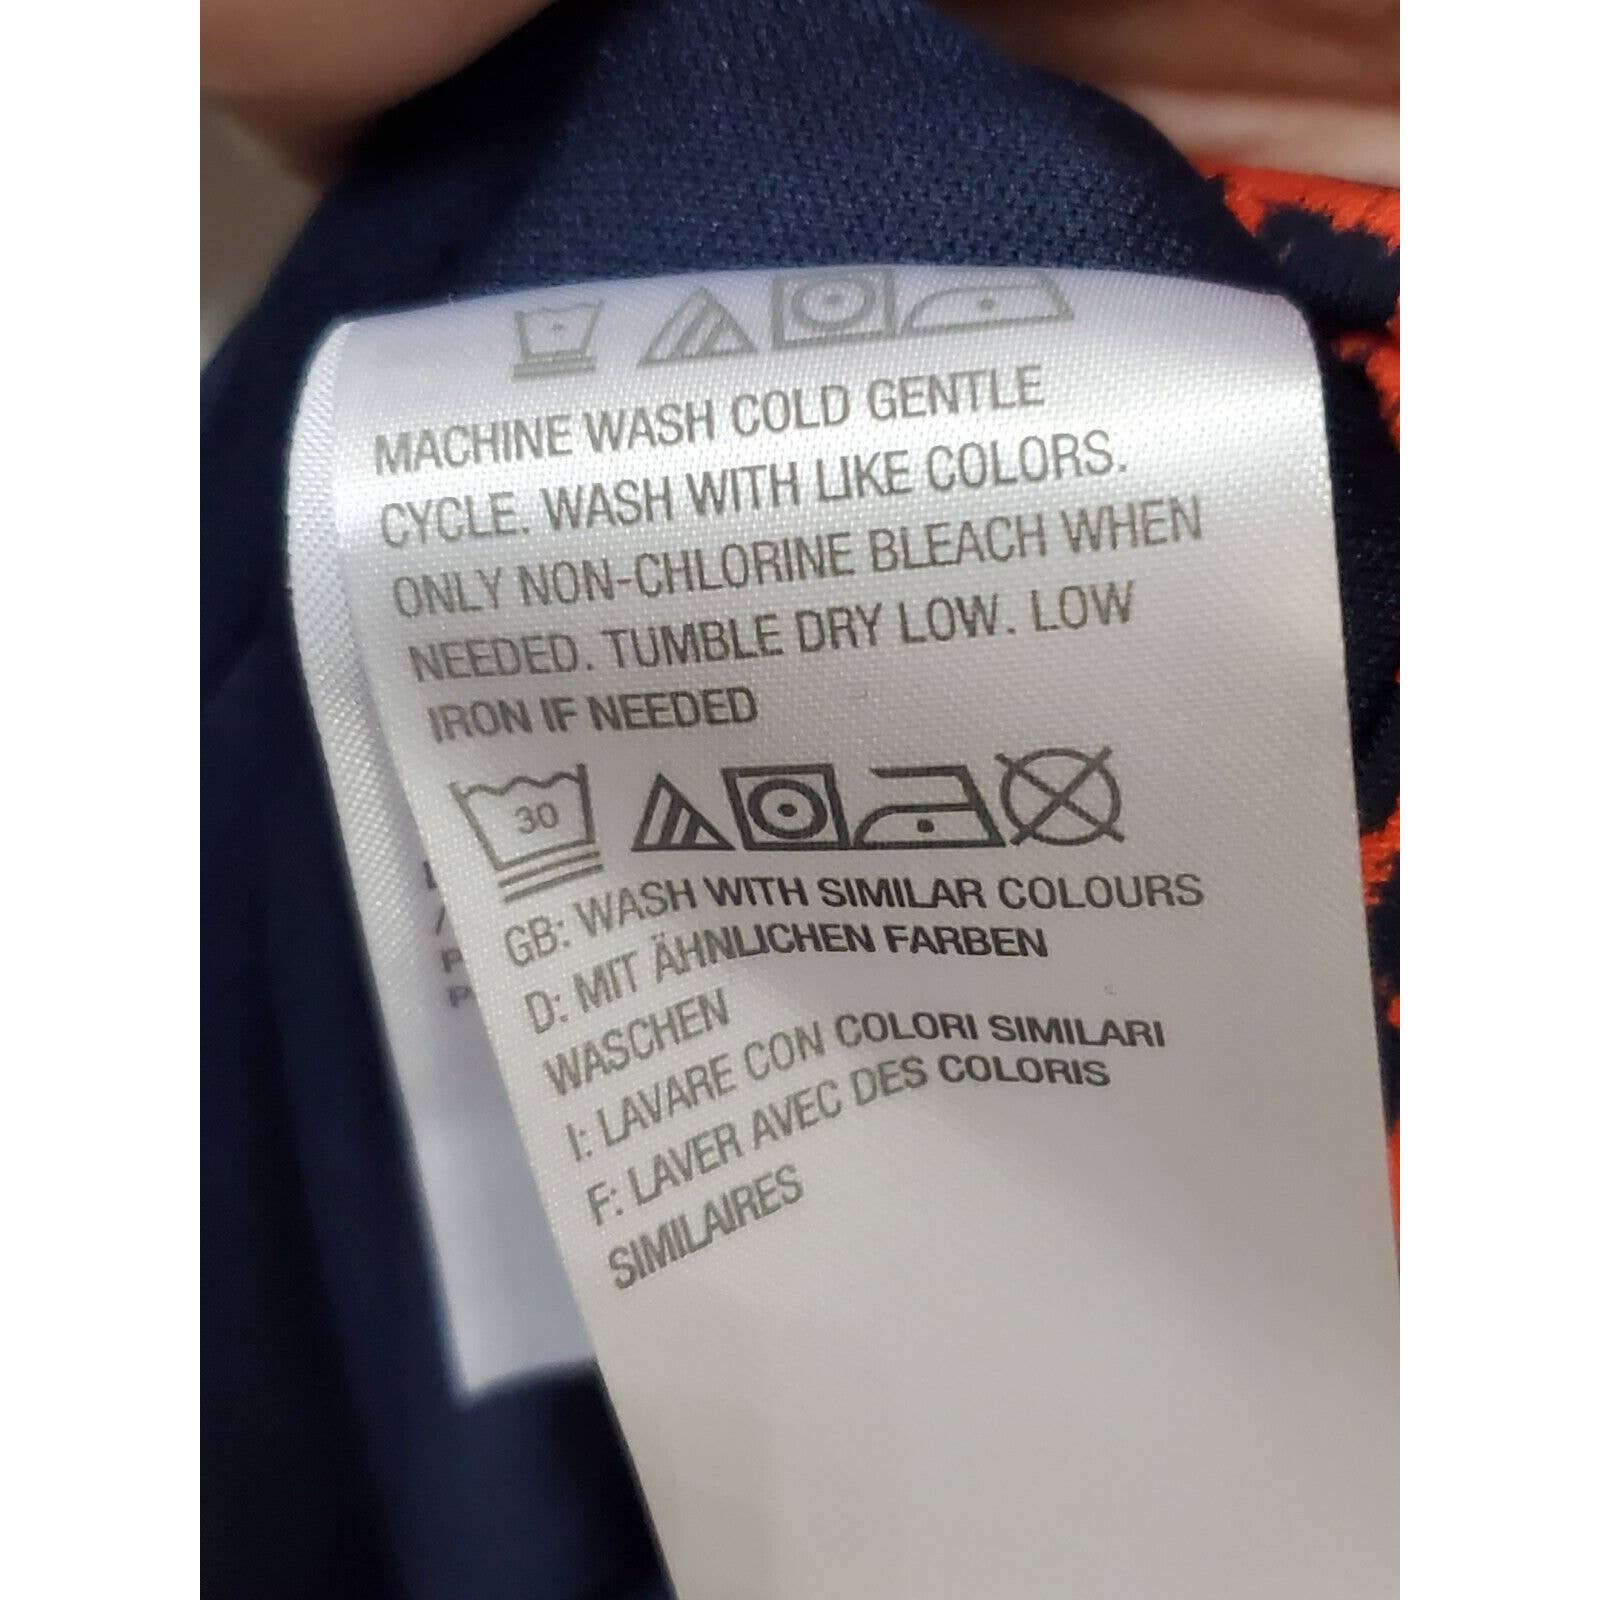 MACHINE WASH COLD GENTLE
CYCLE. WASH WITH LIKE COLORS.
ONLY NON-CHLORINE BLEACH WHEN
NEEDED. TUMBLE DRY LOW. LOW
IRON IF NEEDED
30
GB: WASH WITH SIMILAR COLOURS
D: MIT ÄHNLICHEN FARBEN
WASCHEN
I: LAVARE CON COLORI SIMILARI
F: LAVER AVEC DES COLORIS
SIMILAIRES